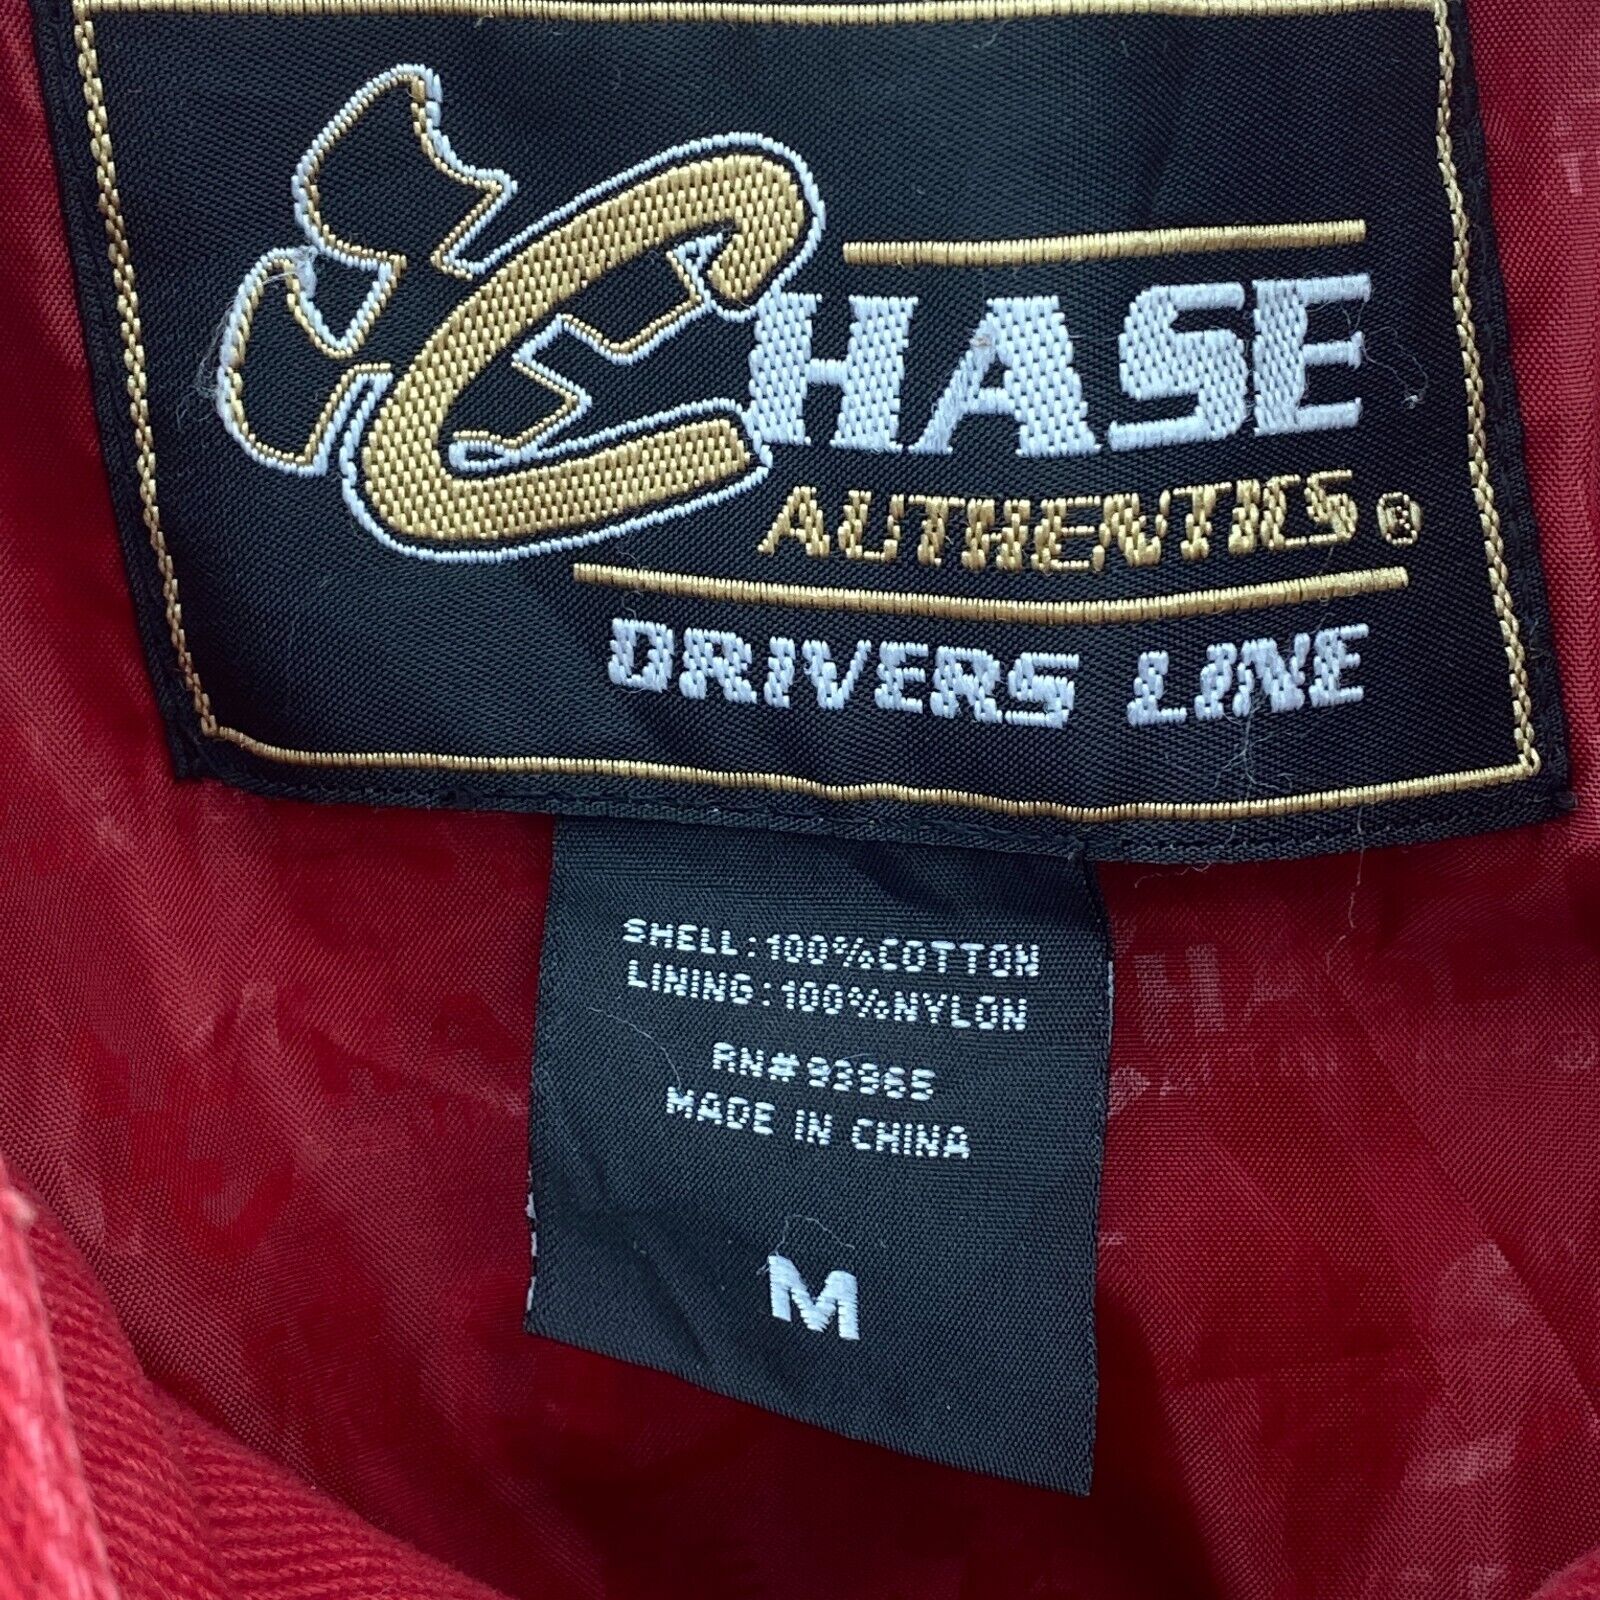 CHASE
AUTHENTICS®
DRIVERS LINE
SHELL:100%COTTON
LINING:100%NYLON
RN#93965
MADE IN CHINA
M